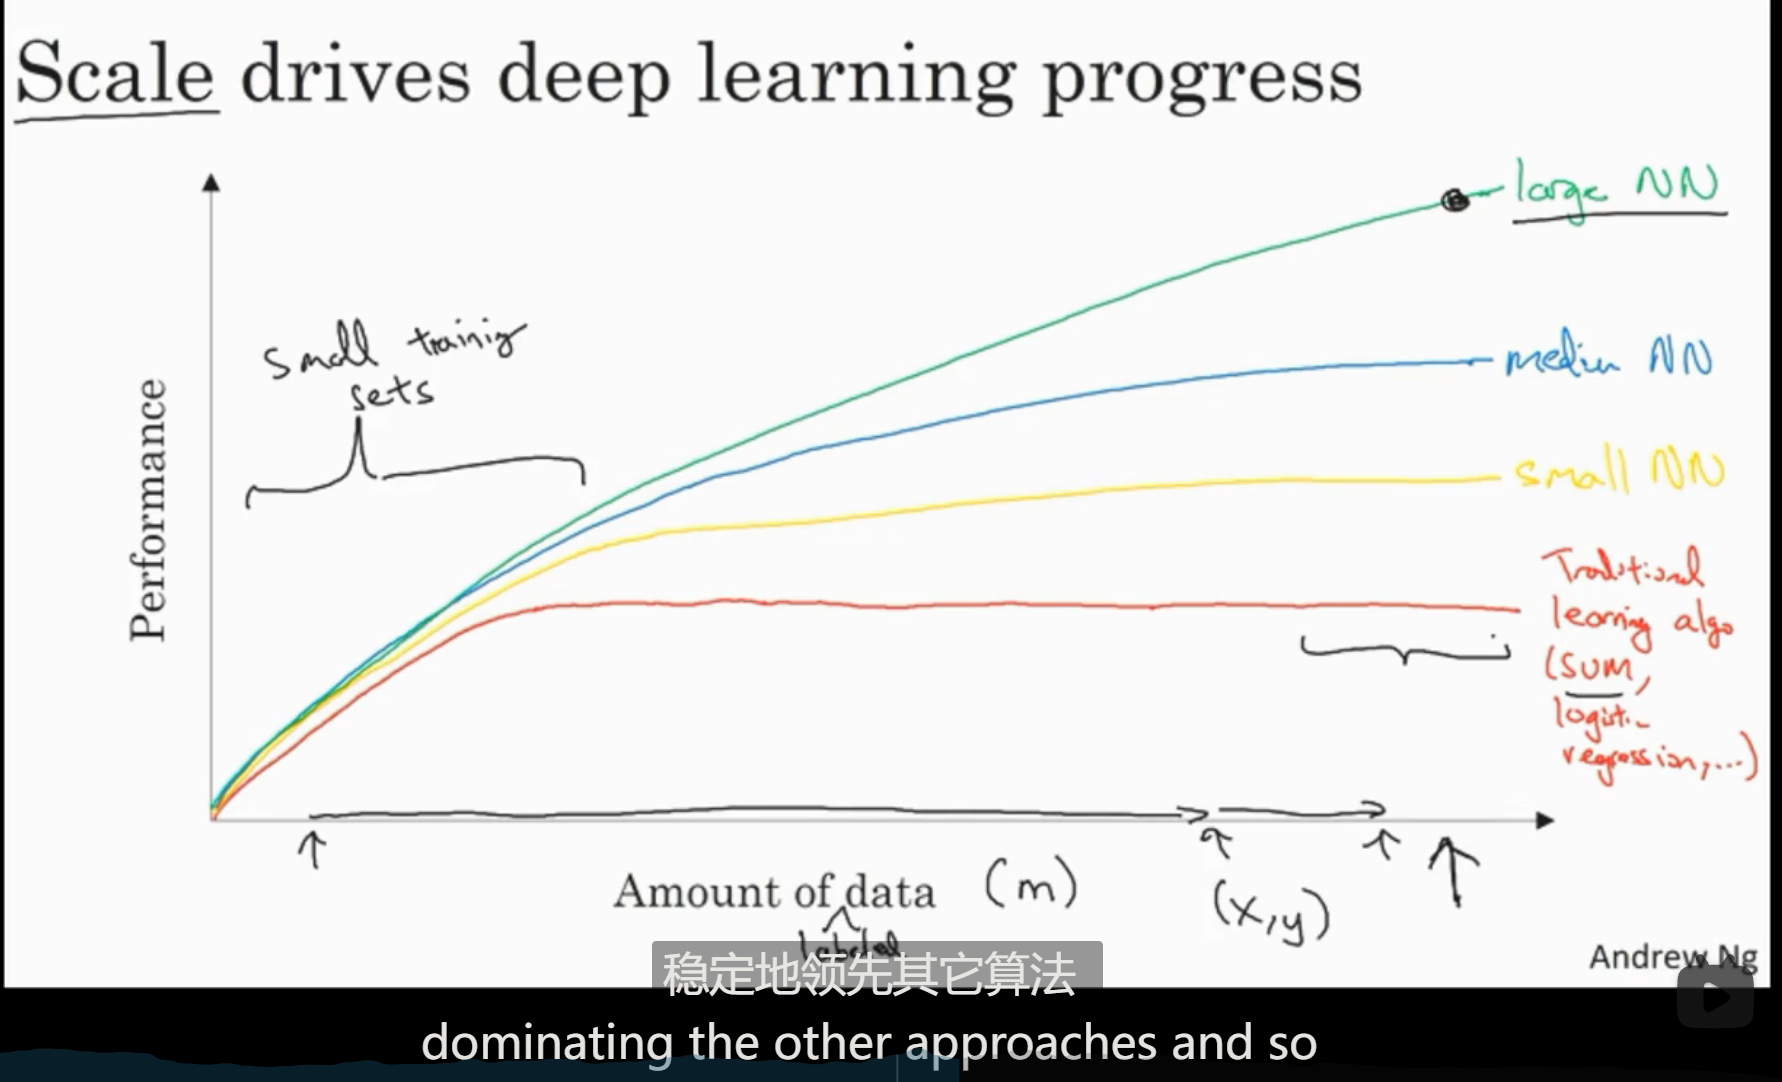 Scale drives deep learning progress
large NN
small training
sets
medium NN
small NN
Traditional
learning algo
(SVM,
logistic
regression,...)
Performance
Amount of data (m)
labeled
(x,y)
Andrew Ng
稳定地领先其它算法
dominating the other approaches and so